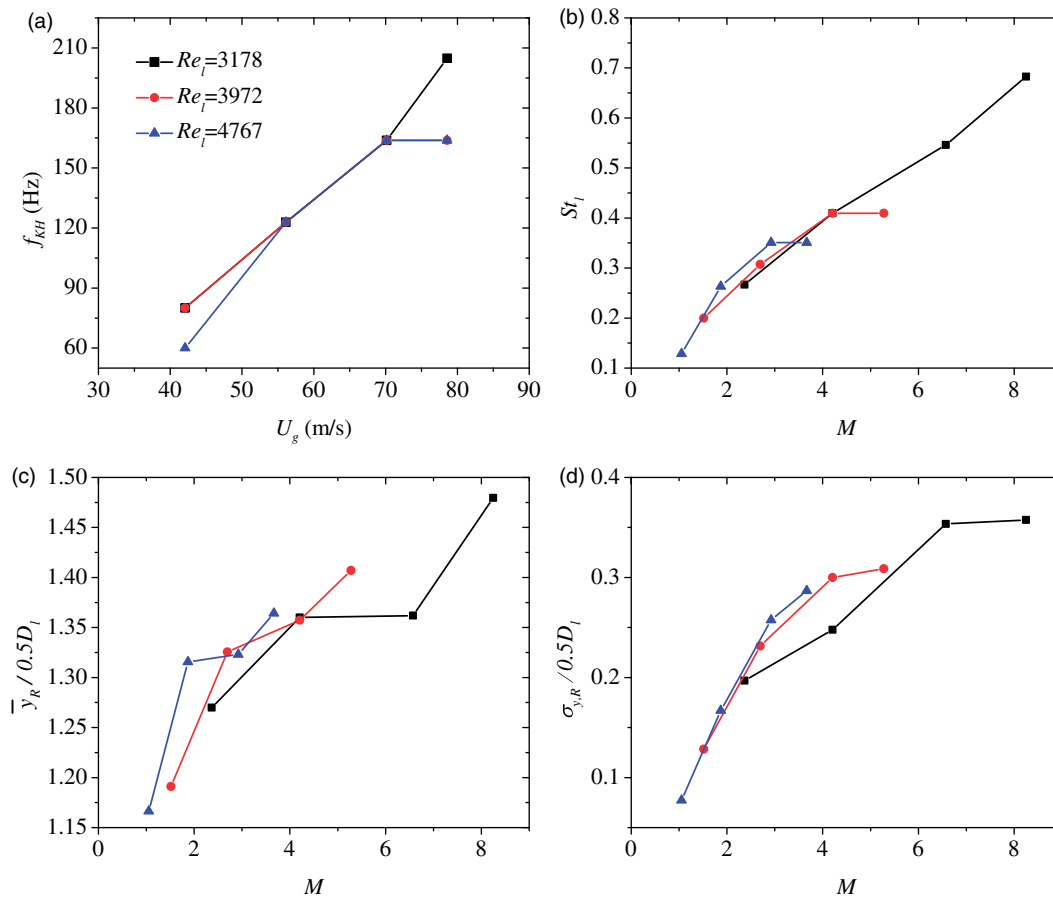 (a)
210
180
150
120
90
60
f_KH (Hz)
Re_l=3178
Re_l=3972
Re_l=4767
30 40 50 60 70 80 90
U_g (m/s)
(b)
0.8
0.7
0.6
0.5
0.4
0.3
0.2
0.1
St_l
0 2 4 6 8
M
(c)
1.50
1.45
1.40
1.35
1.30
1.25
1.20
1.15
y̅_R / 0.5D_l
0 2 4 6 8
M
(d)
0.4
0.3
0.2
0.1
σ_y,R / 0.5D_l
0 2 4 6 8
M